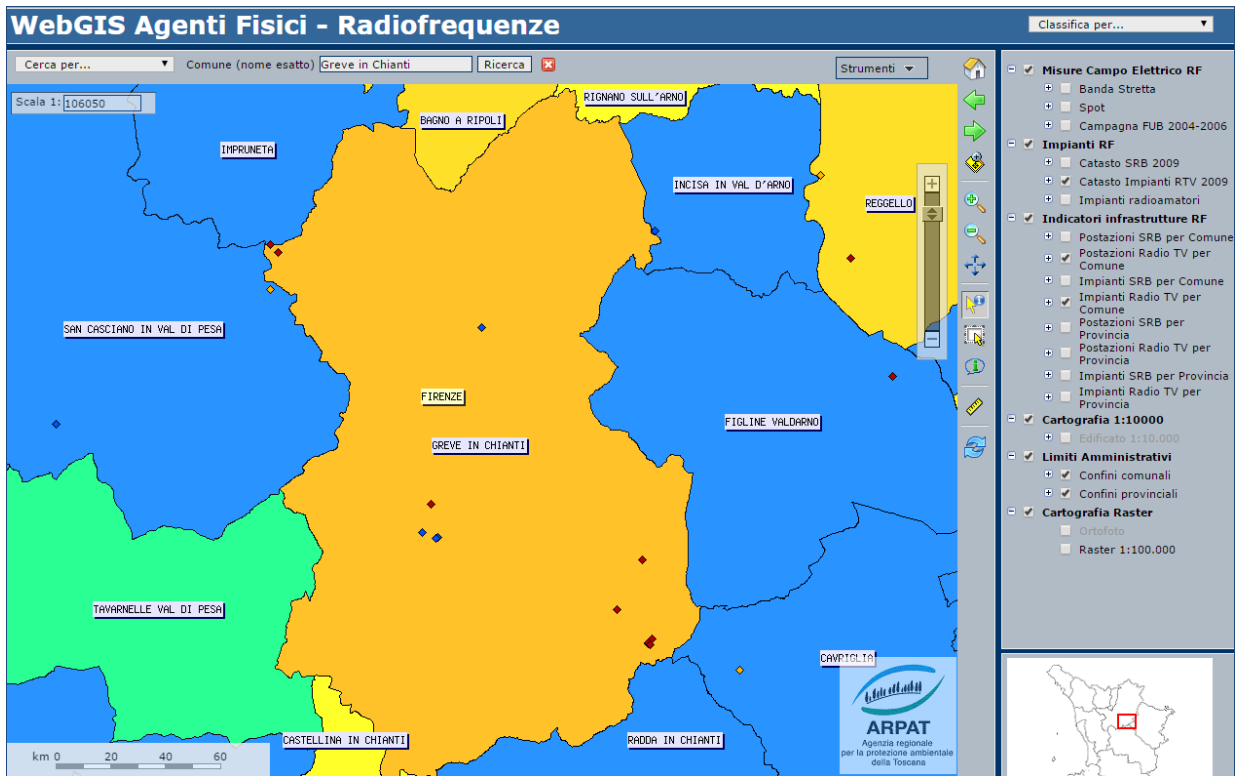 WebGIS Agenti Fisici - Radiofrequenze
Classifica per...
Cerca per...
Comune (nome esatto) Greve in Chianti Ricerca
Strumenti
Scala 1: 106050
RIGNANO SULL'ARNO
BAGNO A RIPOLI
IMPRUNETA
INCISA IN VAL D'ARNO
REGGELLO
SAN CASCIANO IN VAL DI PESA
FIRENZE
FIGLINE VALDARNO
GREVE IN CHIANTI
TAVARNELLE VAL DI PESA
CAVRIGLIA
CASTELLINA IN CHIANTI
RADDA IN CHIANTI
km 0 20 40 60
ARPAT
Agenzia regionale
per la protezione ambientale
della Toscana
Misure Campo Elettrico RF
Banda Stretta
Spot
Campagna FUB 2004-2006
Impianti RF
Catasto SRB 2009
Catasto Impianti RTV 2009
Impianti radioamatori
Indicatori infrastrutture RF
Postazioni SRB per Comune
Postazioni Radio TV per
Comune
Impianti SRB per Comune
Impianti Radio TV per
Comune
Postazioni SRB per
Provincia
Postazioni Radio TV per
Provincia
Impianti SRB per Provincia
Impianti Radio TV per
Provincia
Cartografia 1:10000
Edificato 1:10.000
Limiti Amministrativi
Confini comunali
Confini provinciali
Cartografia Raster
Ortofoto
Raster 1:100.000